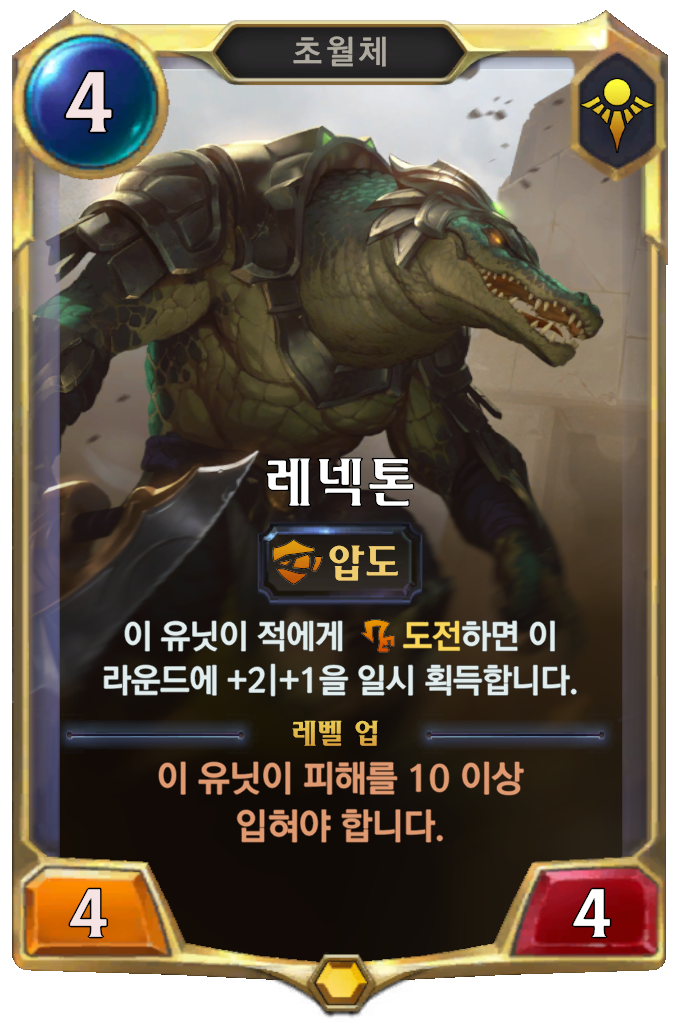 초월체
4
레넥톤
압도
이 유닛이 적에게 도전하면 이
라운드에 +2|+1을 일시 획득합니다.
레벨 업
이 유닛이 피해를 10 이상
입혀야 합니다.
4
4